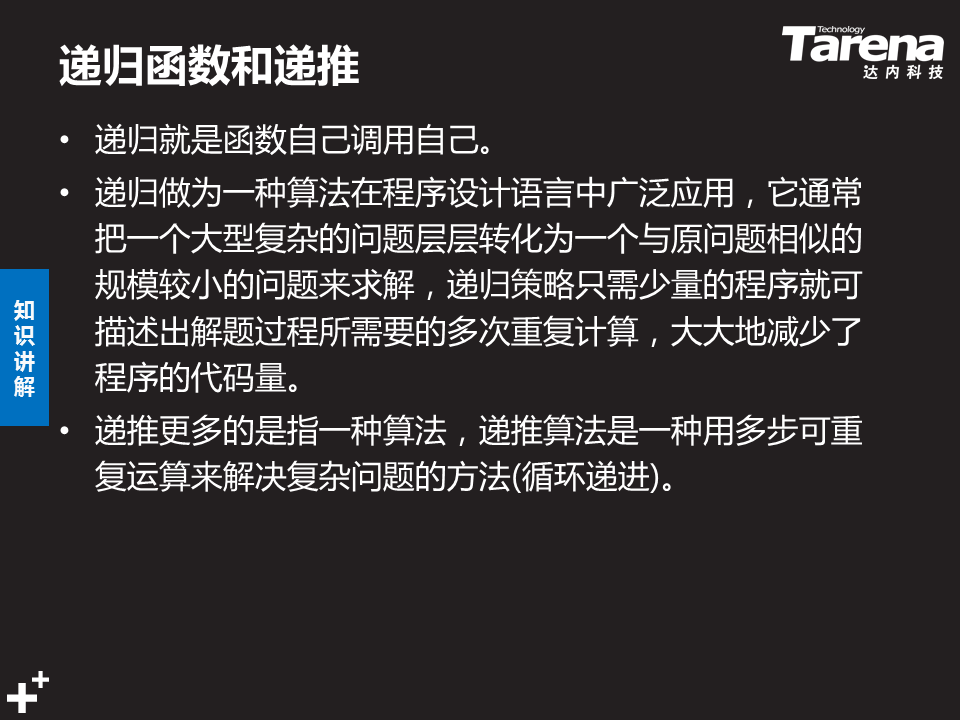 递归函数和递推
Technology
Tarena
达内科技
• 递归就是函数自己调用自己。
• 递归做为一种算法在程序设计语言中广泛应用，它通常
把一个大型复杂的问题层层转化为一个与原问题相似的
规模较小的问题来求解，递归策略只需少量的程序就可
描述出解题过程所需要的多次重复计算，大大地减少了
程序的代码量。
• 递推更多的是指一种算法，递推算法是一种用多步可重
复运算来解决复杂问题的方法(循环递进)。
知
识
讲
解